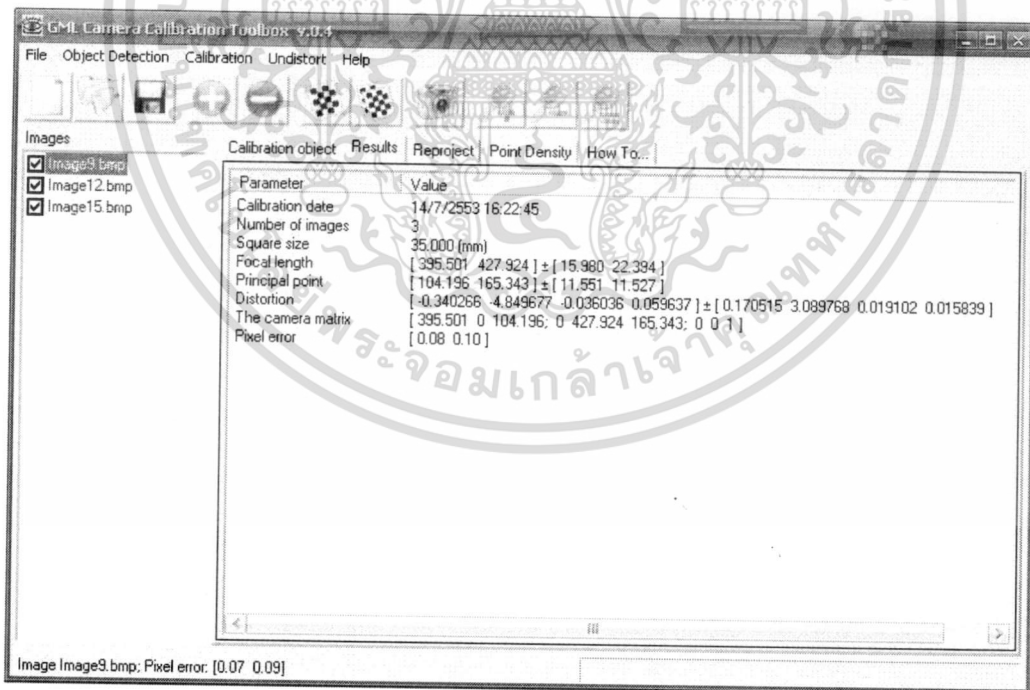 GML Camera Calibration Toolbox v.0.4
File Object Detection Calibration Undistort Help
Images
Image9.bmp
Image12.bmp
Image15.bmp
Calibration object Results Reproject Point Density How To...
Parameter Value
Calibration date 14/7/2553 16:22:45
Number of images 3
Square size 35.000 (mm)
Focal length [ 395.501 427.924 ] ± [ 15.980 22.394 ]
Principal point [ 104.196 165.343 ] ± [ 11.551 11.527 ]
Distortion [ -0.340266 -4.849677 -0.036036 0.059637 ] ± [ 0.170515 3.089768 0.019102 0.015839 ]
The camera matrix [ 395.501 0 104.196; 0 427.924 165.343; 0 0 1 ]
Pixel error [ 0.08 0.10 ]
Image Image9.bmp; Pixel error: [0.07 0.09]